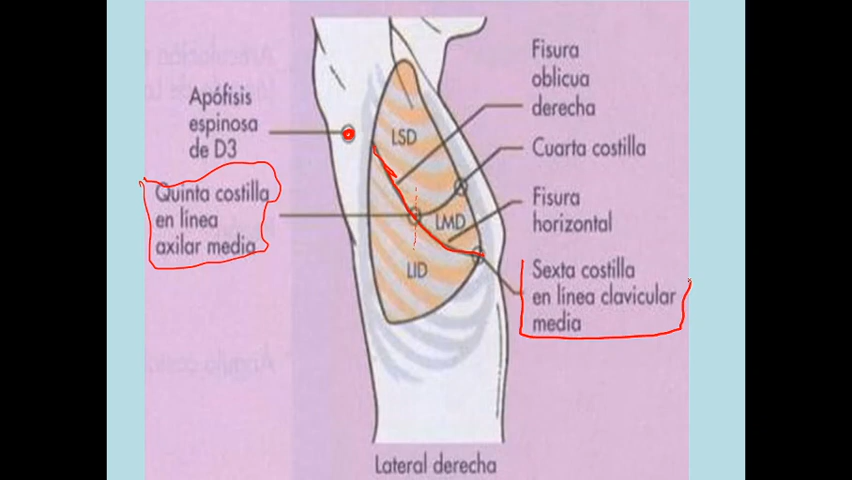 Fisura
oblicua
derecha
Apófisis
espinosa
de D3
LSD
Cuarta costilla
Quinta costilla
en línea
axilar media
Fisura
horizontal
LMD
LID
Sexta costilla
en línea clavicular
media
Lateral derecha